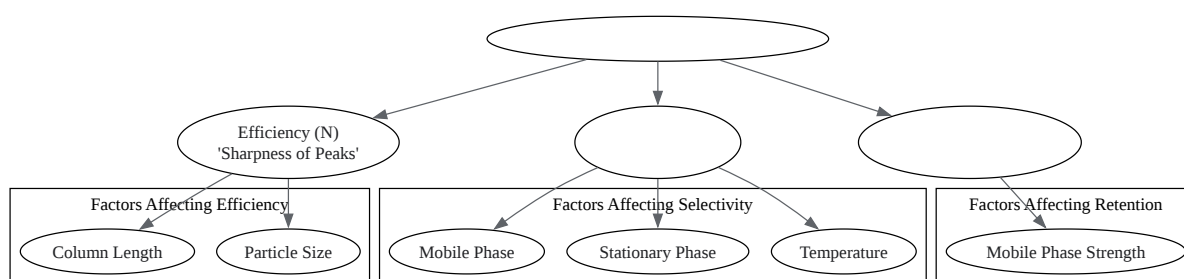 Efficiency (N)
'Sharpness of Peaks'
Factors Affecting Efficiency
Factors Affecting Selectivity
Factors Affecting Retention
Column Length
Particle Size
Mobile Phase
Stationary Phase
Temperature
Mobile Phase Strength